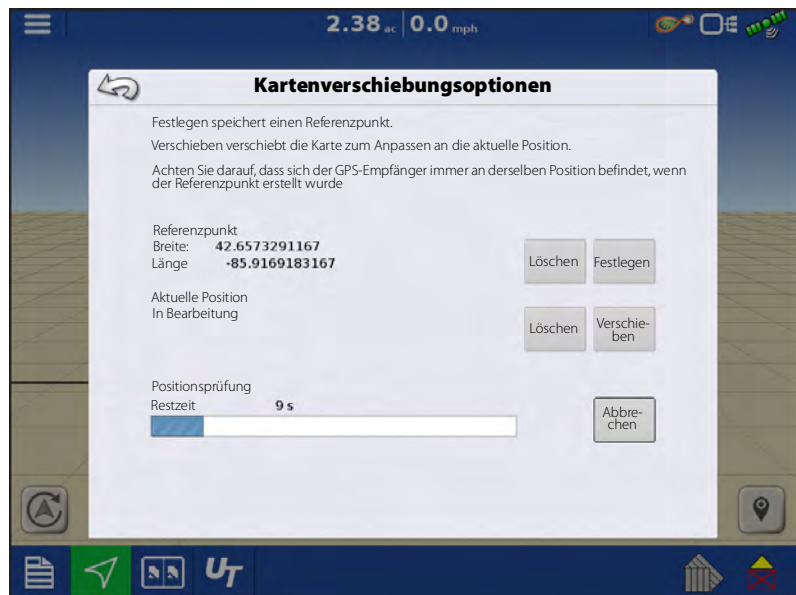 2.38 ac 0.0 mph
Kartenverschiebungsoptionen
Festlegen speichert einen Referenzpunkt.
Verschieben verschiebt die Karte zum Anpassen an die aktuelle Position.
Achten Sie darauf, dass sich der GPS-Empfänger immer an derselben Position befindet, wenn
der Referenzpunkt erstellt wurde
Referenzpunkt
Breite: 42.6573291167
Länge -85.9169183167
Löschen Festlegen
Aktuelle Position
In Bearbeitung
Löschen Verschie-
ben
Positionsprüfung
Restzeit 9 s
Abbre-
chen
UT